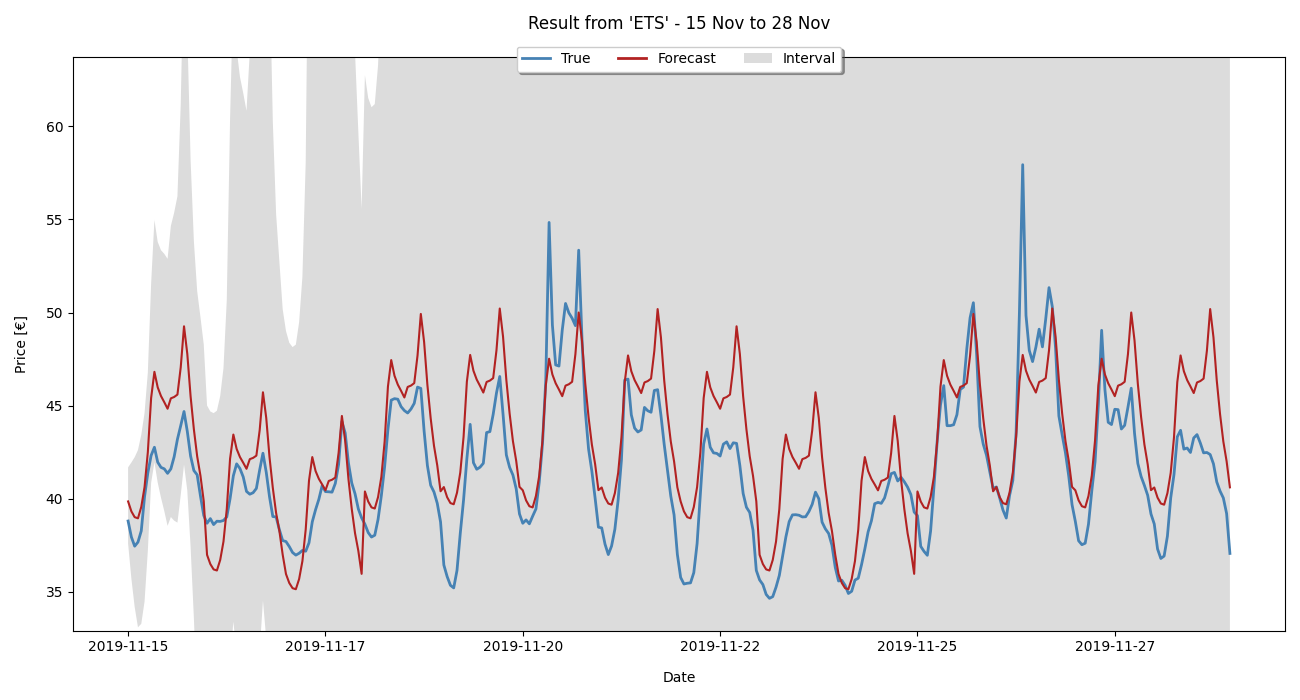 Result from 'ETS' - 15 Nov to 28 Nov
True Forecast Interval
Price [€]
60
55
50
45
40
35
2019-11-15 2019-11-17 2019-11-20 2019-11-22 2019-11-25 2019-11-27
Date